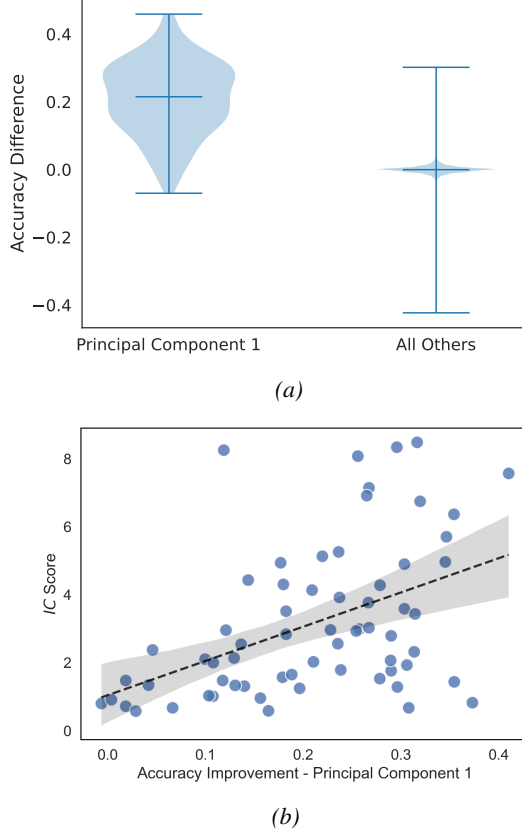 0.4
0.2
0.0
−0.2
−0.4
Accuracy Difference
Principal Component 1
All Others
(a)
8
6
4
2
0
IC Score
0.0 0.1 0.2 0.3 0.4
Accuracy Improvement - Principal Component 1
(b)